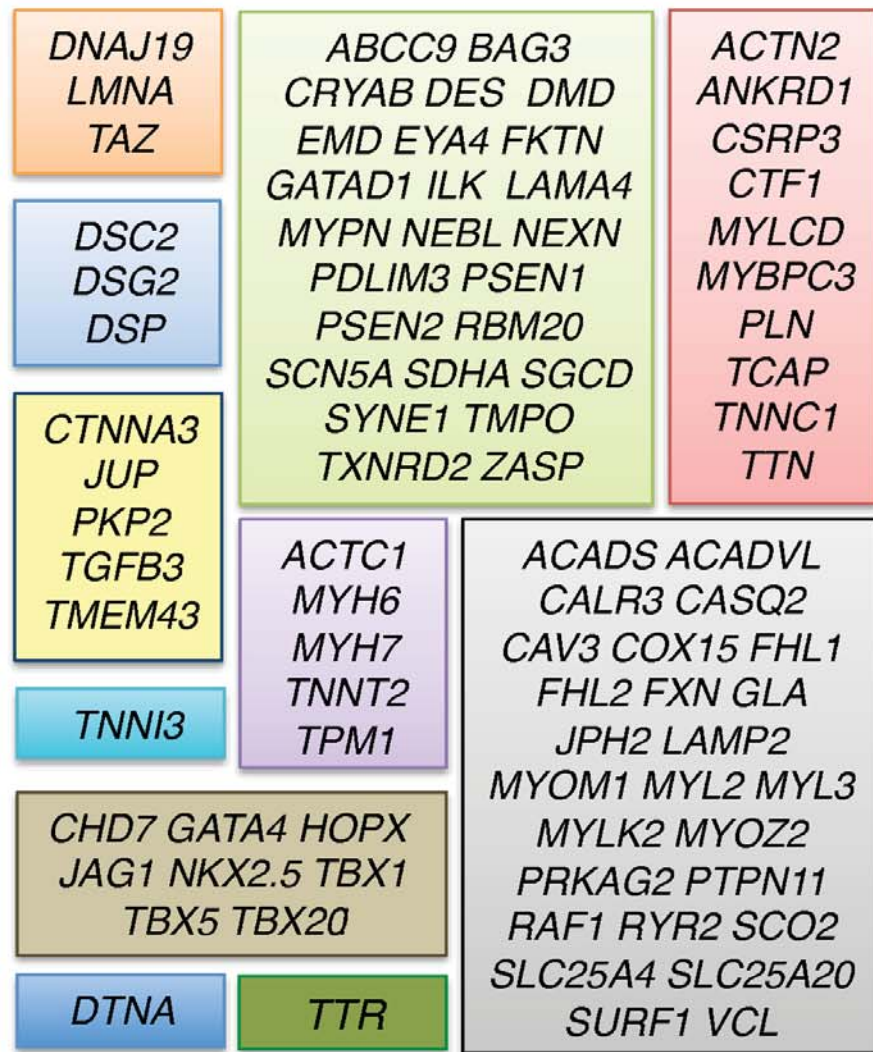 DNAJ19
LMNA
TAZ
DSC2
DSG2
DSP
CTNNA3
JUP
PKP2
TGFB3
TMEM43
TNNI3
ABCC9 BAG3
CRYAB DES DMD
EMD EYA4 FKTN
GATAD1 ILK LAMA4
MYPN NEBL NEXN
PDLIM3 PSEN1
PSEN2 RBM20
SCN5A SDHA SGCD
SYNE1 TMPO
TXNRD2 ZASP
ACTN2
ANKRD1
CSRP3
CTF1
MYLCD
MYBPC3
PLN
TCAP
TNNC1
TTN
ACTC1
MYH6
MYH7
TNNT2
TPM1
ACADS ACADVL
CALR3 CASQ2
CAV3 COX15 FHL1
FHL2 FXN GLA
JPH2 LAMP2
MYOM1 MYL2 MYL3
MYLK2 MYOZ2
PRKAG2 PTPN11
RAF1 RYR2 SCO2
SLC25A4 SLC25A20
SURF1 VCL
CHD7 GATA4 HOPX
JAG1 NKX2.5 TBX1
TBX5 TBX20
DTNA
TTR